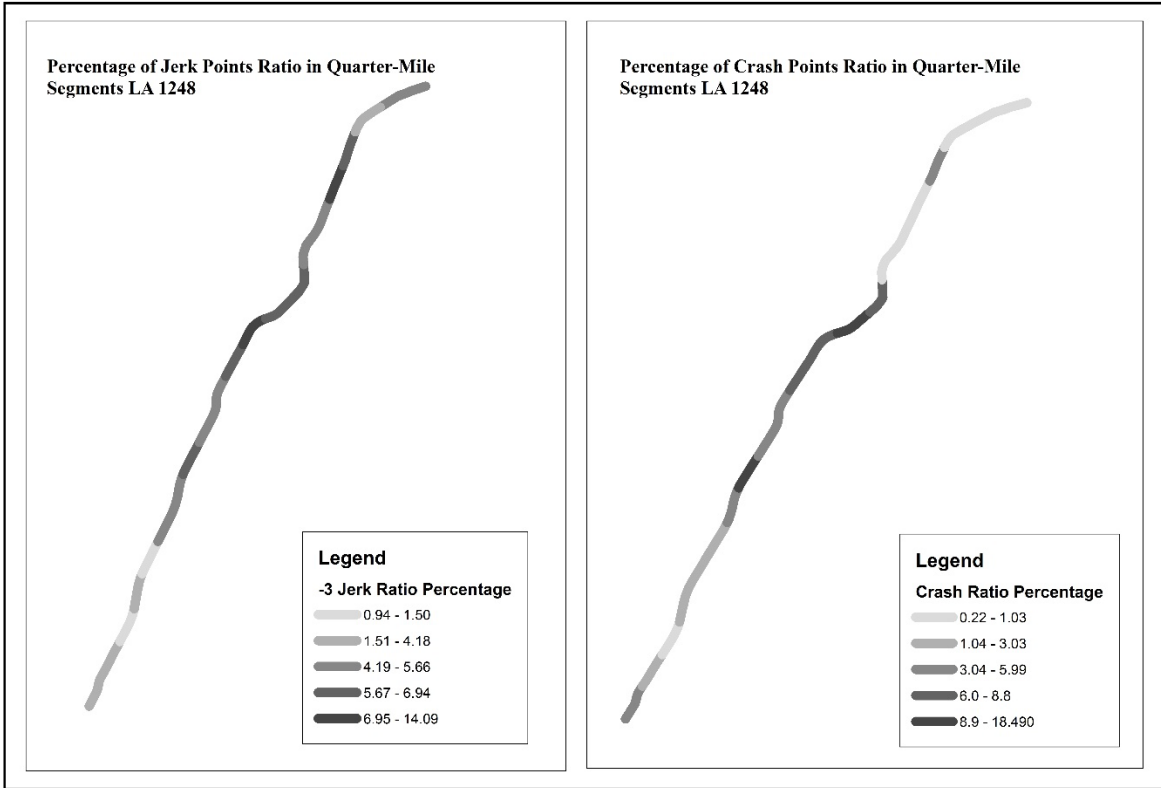 Percentage of Jerk Points Ratio in Quarter-Mile
Segments LA 1248
Legend
-3 Jerk Ratio Percentage
0.94 - 1.50
1.51 - 4.18
4.19 - 5.66
5.67 - 6.94
6.95 - 14.09
Percentage of Crash Points Ratio in Quarter-Mile
Segments LA 1248
Legend
Crash Ratio Percentage
0.22 - 1.03
1.04 - 3.03
3.04 - 5.99
6.0 - 8.8
8.9 - 18.490